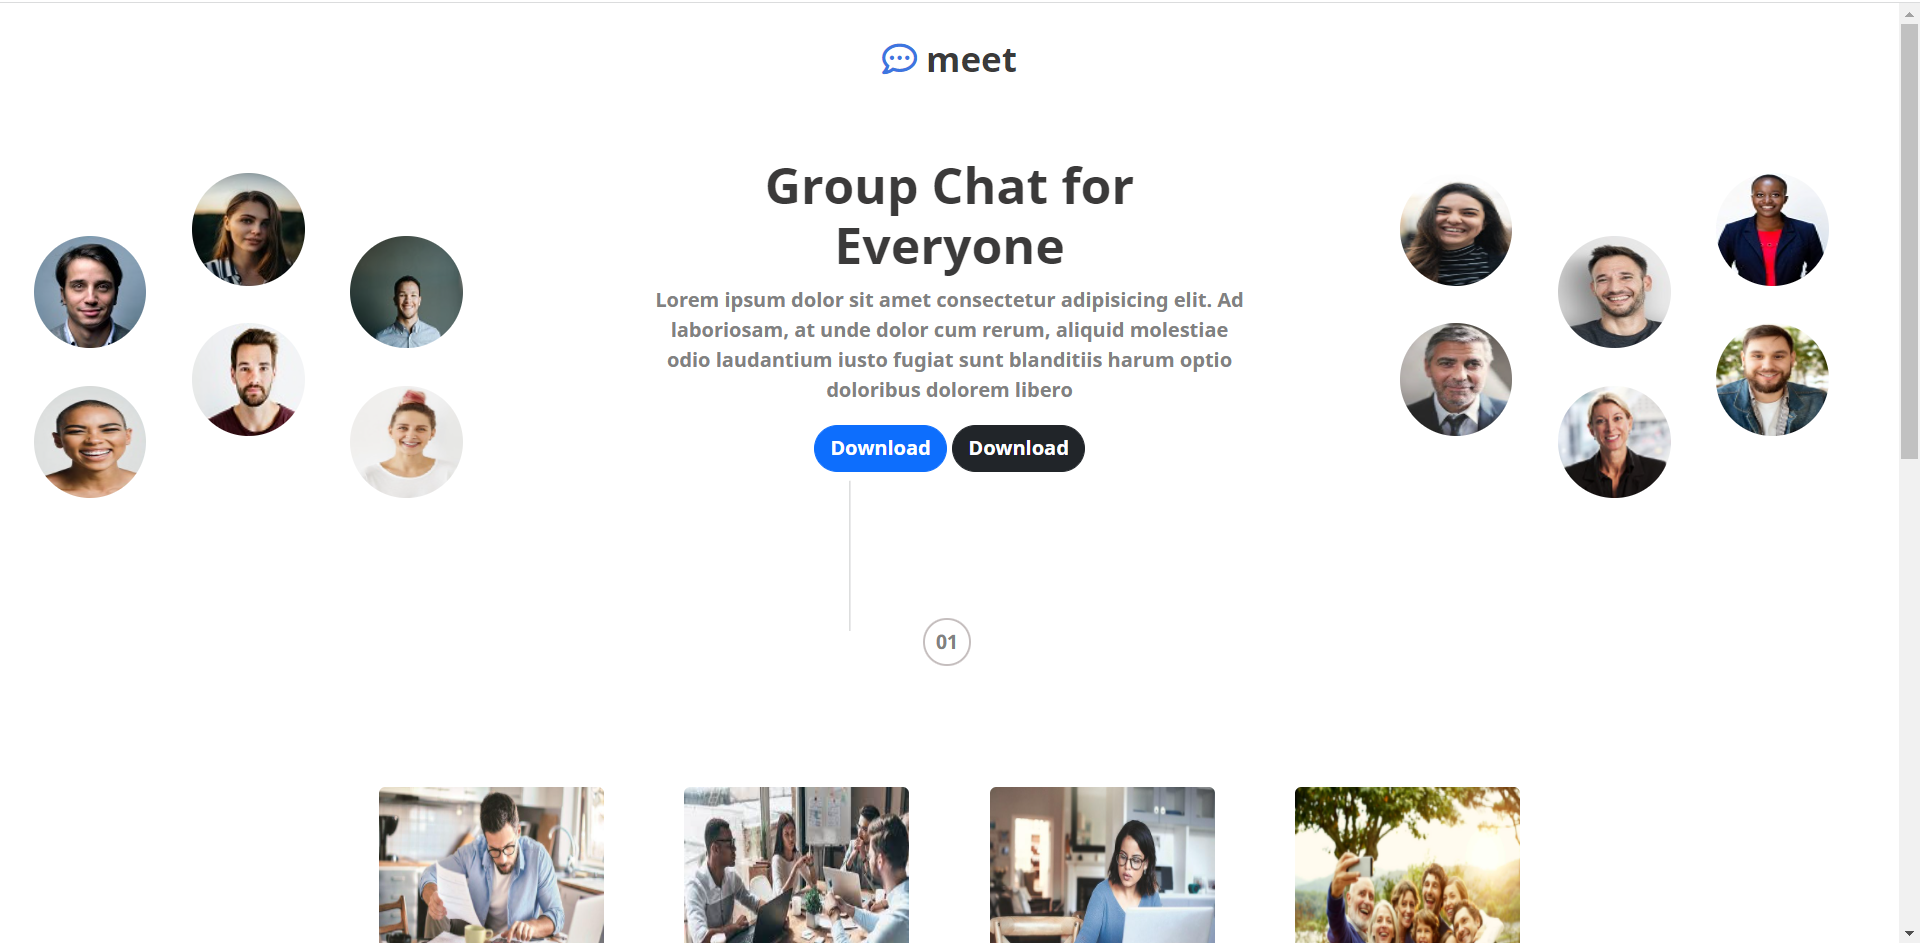 meet
Group Chat for
Everyone
Lorem ipsum dolor sit amet consectetur adipisicing elit. Ad
laboriosam, at unde dolor cum rerum, aliquid molestiae
odio laudantium iusto fugiat sunt blanditiis harum optio
doloribus dolorem libero
Download Download
01